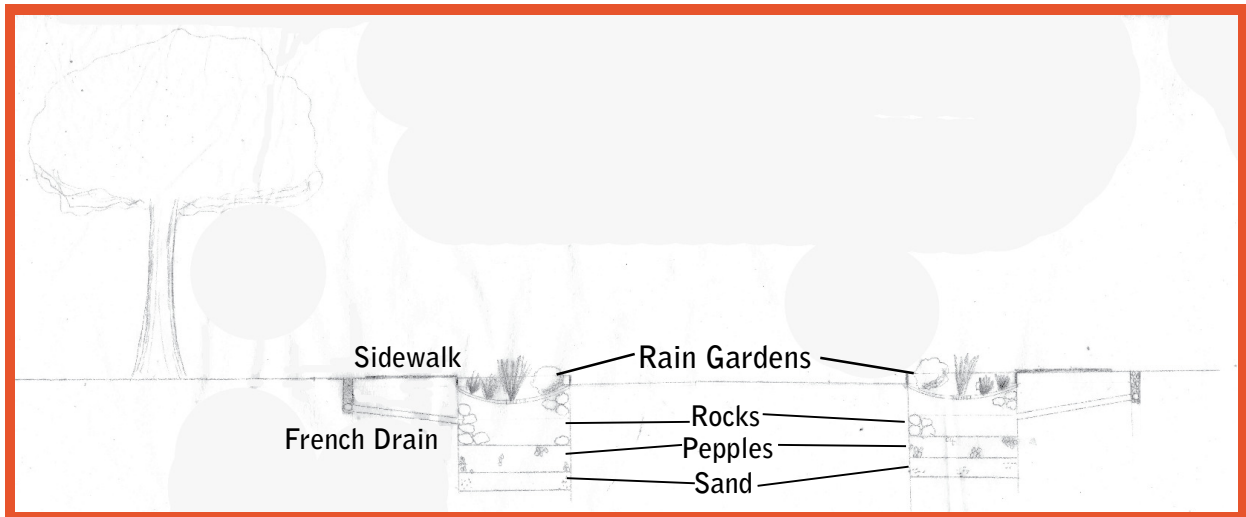 Sidewalk
Rain Gardens
Rocks
French Drain
Pepples
Sand